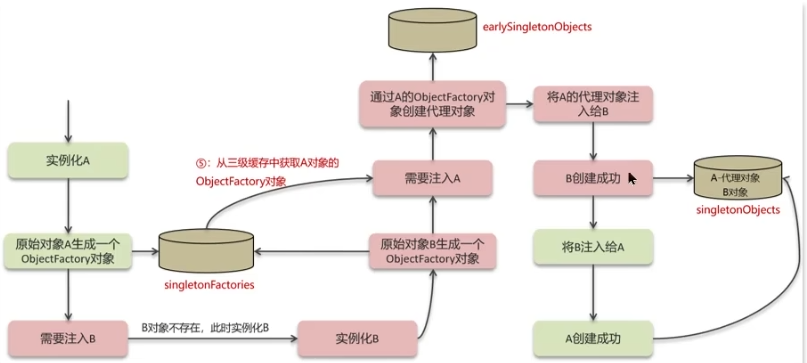 earlySingletonObjects
通过A的ObjectFactory对
象创建代理对象
将A的代理对象注
入给B
实例化A
⑤：从三级缓存中获取A对象的
ObjectFactory对象
需要注入A
B创建成功
A-代理对象
B对象
singletonObjects
原始对象A生成一个
ObjectFactory对象
singletonFactories
原始对象B生成一个
ObjectFactory对象
将B注入给A
需要注入B
B对象不存在，此时实例化B
实例化B
A创建成功